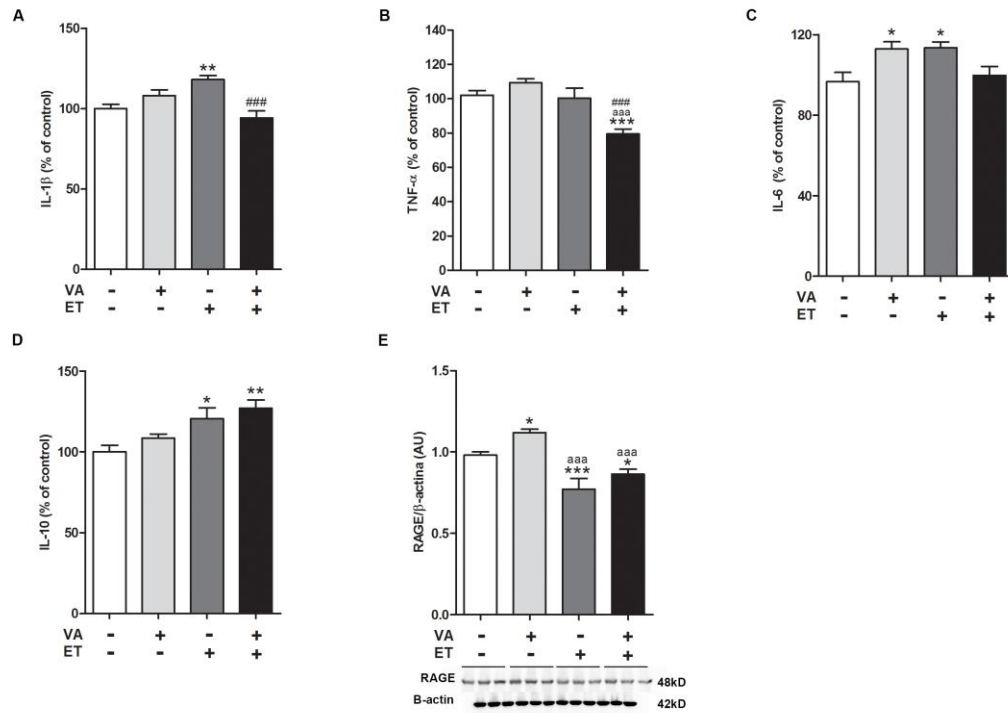 A
IL-1β (% of control)
150
100
50
0
**
###
VA - + - +
ET - - + +
B
TNF-α (% of control)
140
120
100
80
60
40
20
0
###
aaa
***
VA - + - +
ET - - + +
C
IL-6 (% of control)
120
80
40
0
* *
VA - + - +
ET - - + +
D
IL-10 (% of control)
150
100
50
0
* **
VA - + - +
ET - - + +
E
RAGE/β-actina (AU)
1.5
1.0
0.5
0.0
*
aaa
***
aaa
*
VA - + - +
ET - - + +
RAGE 48kD
B-actin 42kD